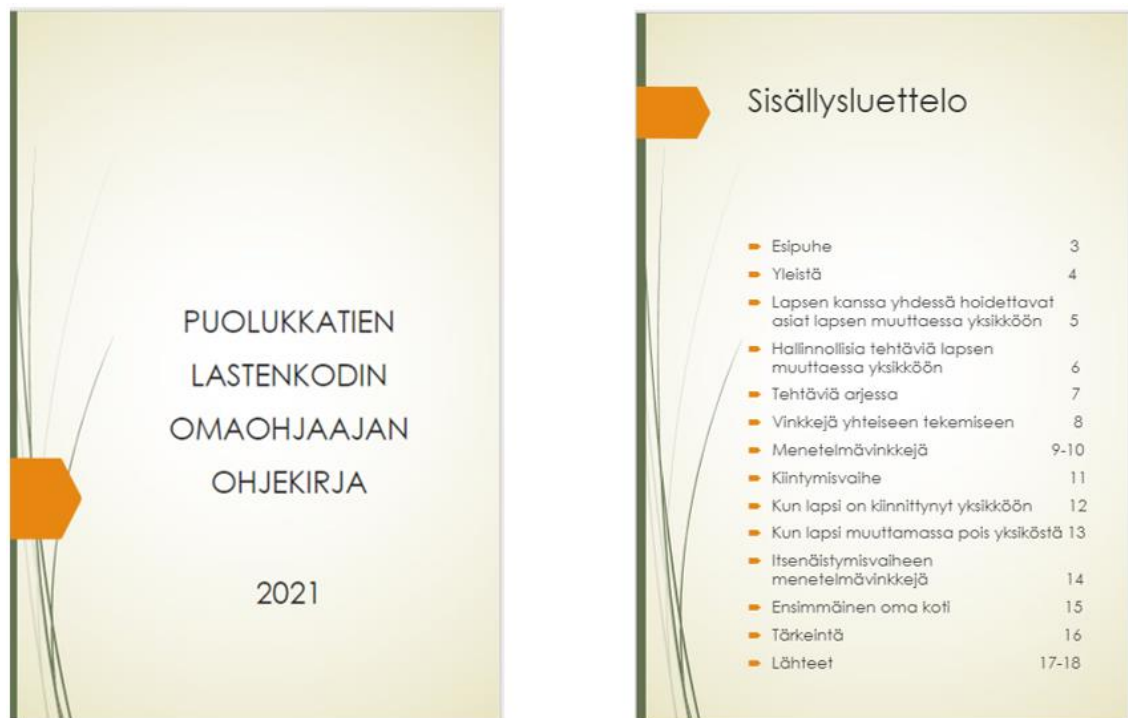 PUOLUKKATIEN
LASTENKODIN
OMAOHJAAJAN
OHJEKIRJA
2021
Sisällysluettelo
Esipuhe 3
Yleistä 4
Lapsen kanssa yhdessä hoidettavat
asiat lapsen muuttaessa yksikköön 5
Hallinnollisia tehtäviä lapsen
muuttaessa yksikköön 6
Tehtäviä arjessa 7
Vinkkejä yhteiseen tekemiseen 8
Menetelmävinkkejä 9-10
Kiintymisvaihe 11
Kun lapsi on kiinnittynyt yksikköön 12
Kun lapsi muuttamassa pois yksiköstä 13
Itsenäistymisvaiheen
menetelmävinkkejä 14
Ensimmäinen oma koti 15
Tärkeintä 16
Lähteet 17-18